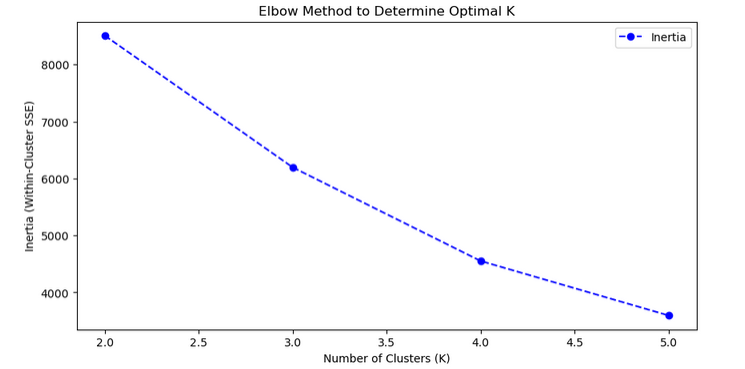 Elbow Method to Determine Optimal K
Inertia
Inertia (Within-Cluster SSE)
8000
7000
6000
5000
4000
2.0 2.5 3.0 3.5 4.0 4.5 5.0
Number of Clusters (K)